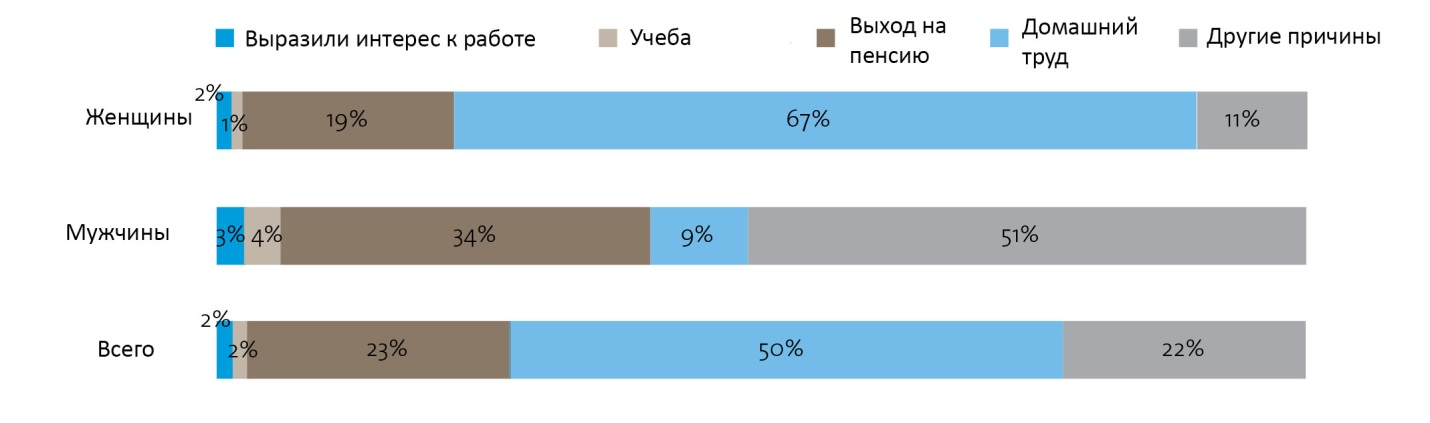 Выразили интерес к работе
Учеба
Выход на
пенсию
Домашний
труд
Другие причины
Женщины
2%
1%
19%
67%
11%
Мужчины
3%
4%
34%
9%
51%
Всего
2%
2%
23%
50%
22%